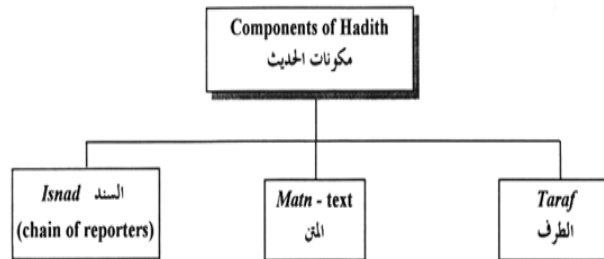 Components of Hadith
مكونات الحديث
Isnad السند
(chain of reporters)
Matn - text
المتن
Taraf
الطرف